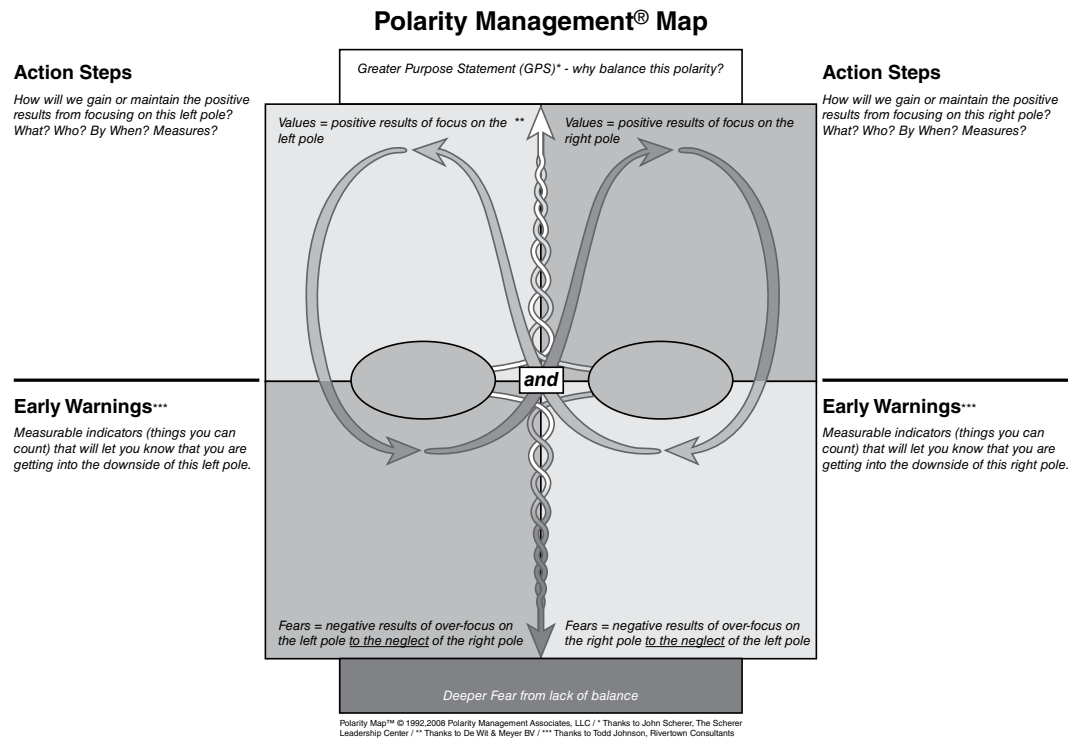 Polarity Management® Map
Greater Purpose Statement (GPS)* - why balance this polarity?
Action Steps
How will we gain or maintain the positive
results from focusing on this left pole?
What? Who? By When? Measures?
Values = positive results of focus on the **
left pole
Values = positive results of focus on the
right pole
Action Steps
How will we gain or maintain the positive
results from focusing on this right pole?
What? Who? By When? Measures?
and
Early Warnings***
Measurable indicators (things you can
count) that will let you know that you are
getting into the downside of this left pole.
Early Warnings***
Measurable indicators (things you can
count) that will let you know that you are
getting into the downside of this right pole.
Fears = negative results of over-focus on
the left pole to the neglect of the right pole
Fears = negative results of over-focus on
the right pole to the neglect of the left pole
Deeper Fear from lack of balance
Polarity Map™ © 1992,2008 Polarity Management Associates, LLC / * Thanks to John Scherer, The Scherer
Leadership Center / ** Thanks to De Wit & Meyer BV / *** Thanks to Todd Johnson, Rivertown Consultants